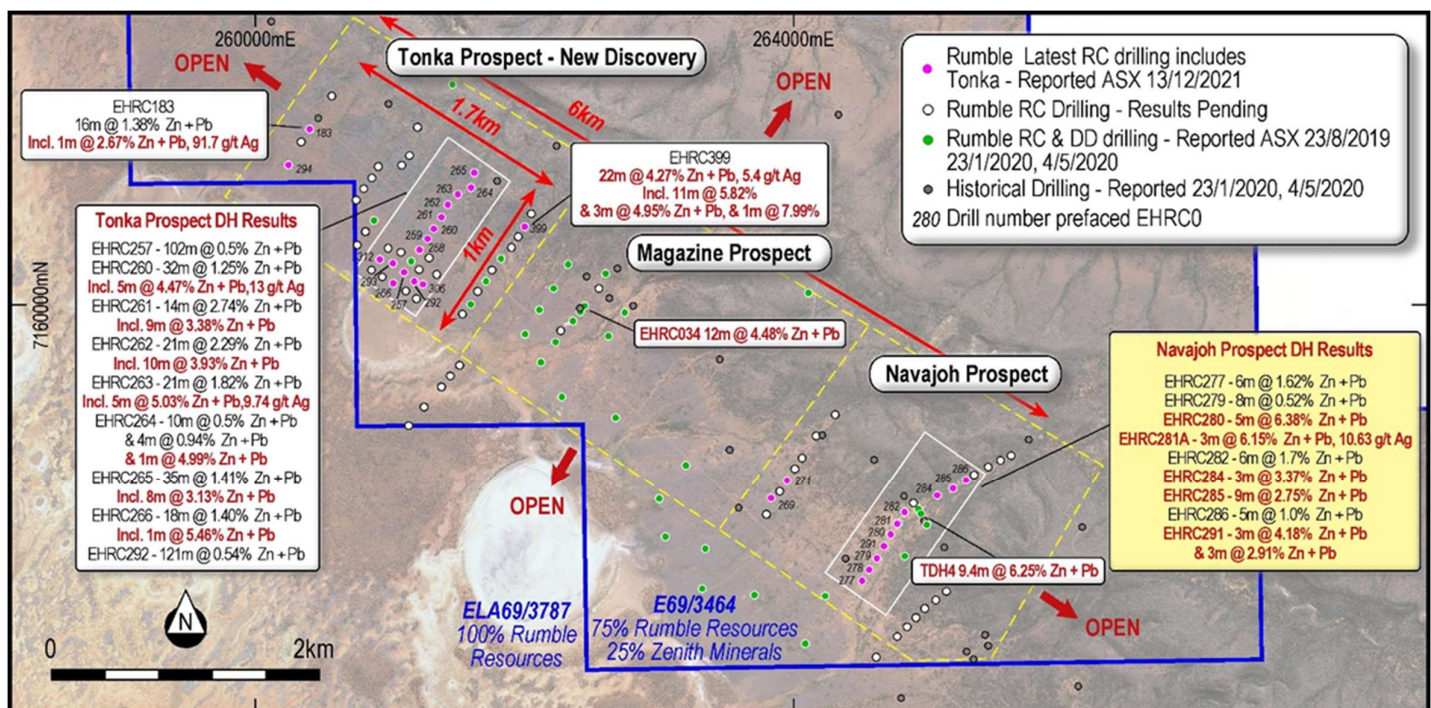 260000mE
264000mE
7160000mN
Tonka Prospect - New Discovery
OPEN
OPEN
1.7km
6km
1km
Rumble Latest RC drilling includes
Tonka - Reported ASX 13/12/2021
Rumble RC Drilling - Results Pending
Rumble RC & DD drilling - Reported ASX 23/8/2019
23/1/2020, 4/5/2020
Historical Drilling - Reported 23/1/2020, 4/5/2020
280 Drill number prefaced EHRC0
EHRC183
16m @ 1.38% Zn + Pb
Incl. 1m @ 2.67% Zn + Pb, 91.7 g/t Ag
183
294
EHRC399
22m @ 4.27% Zn + Pb, 5.4 g/t Ag
Incl. 11m @ 5.82%
& 3m @ 4.95% Zn + Pb, & 1m @ 7.99%
399
265
264
263
262
261
260
259
258
312
293
266
257
292
306
Tonka Prospect DH Results
EHRC257 - 102m @ 0.5% Zn + Pb
EHRC260 - 32m @ 1.25% Zn + Pb
Incl. 5m @ 4.47% Zn + Pb,13 g/t Ag
EHRC261 - 14m @ 2.74% Zn + Pb
Incl. 9m @ 3.38% Zn + Pb
EHRC262 - 21m @ 2.29% Zn + Pb
Incl. 10m @ 3.93% Zn + Pb
EHRC263 - 21m @ 1.82% Zn + Pb
Incl. 5m @ 5.03% Zn + Pb,9.74 g/t Ag
EHRC264 - 10m @ 0.5% Zn + Pb
& 4m @ 0.94% Zn + Pb
& 1m @ 4.99% Zn + Pb
EHRC265 - 35m @ 1.41% Zn + Pb
Incl. 8m @ 3.13% Zn + Pb
EHRC266 - 18m @ 1.40% Zn + Pb
Incl. 1m @ 5.46% Zn + Pb
EHRC292 - 121m @ 0.54% Zn + Pb
Magazine Prospect
EHRC034 12m @ 4.48% Zn + Pb
Navajoh Prospect
Navajoh Prospect DH Results
EHRC277 - 6m @ 1.62% Zn + Pb
EHRC279 - 8m @ 0.52% Zn + Pb
EHRC280 - 5m @ 6.38% Zn + Pb
EHRC281A - 3m @ 6.15% Zn + Pb, 10.63 g/t Ag
EHRC282 - 6m @ 1.7% Zn + Pb
EHRC284 - 3m @ 3.37% Zn + Pb
EHRC285 - 9m @ 2.75% Zn + Pb
EHRC286 - 5m @ 1.0% Zn + Pb
EHRC291 - 3m @ 4.18% Zn + Pb
& 3m @ 2.91% Zn + Pb
271
269
286
285
284
282
281
280
291
279
278
277
TDH4 9.4m @ 6.25% Zn + Pb
OPEN
OPEN
ELA69/3787
100% Rumble
Resources
E69/3464
75% Rumble Resources
25% Zenith Minerals
N
0
2km